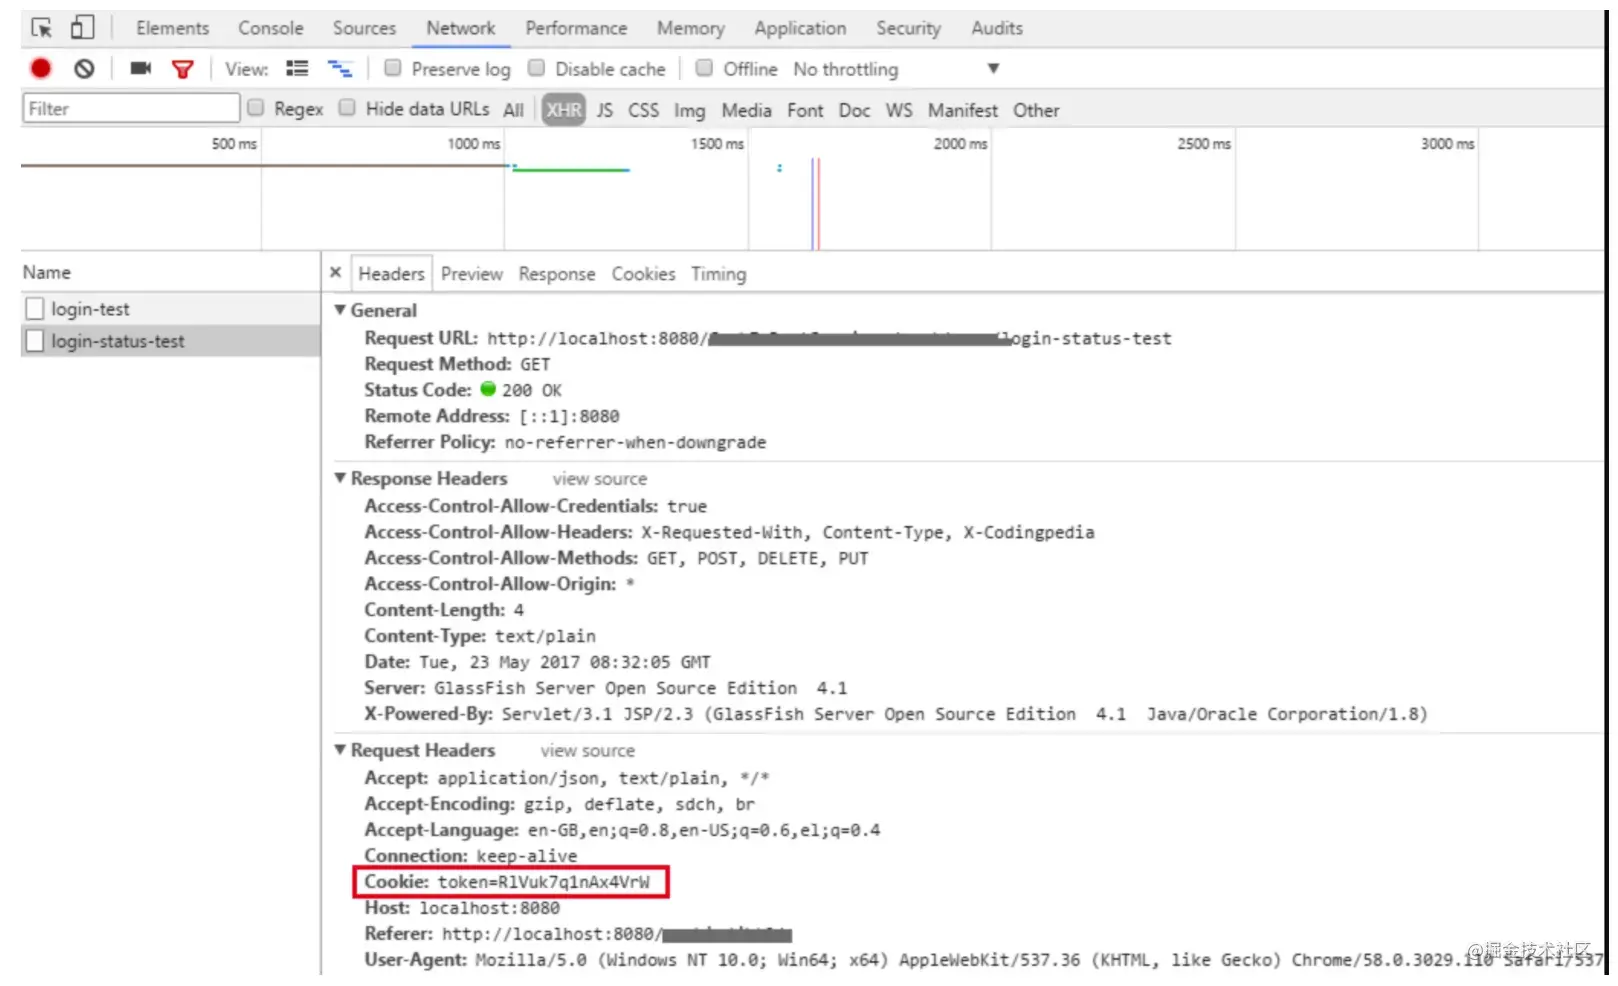 Elements Console Sources Network Performance Memory Application Security Audits
View: Preserve log Disable cache Offline No throttling
Filter Regex Hide data URLs All XHR JS CSS Img Media Font Doc WS Manifest Other
500 ms 1000 ms 1500 ms 2000 ms 2500 ms 3000 ms
Name
login-test
login-status-test
× Headers Preview Response Cookies Timing
General
Request URL: http://localhost:8080/ login-status-test
Request Method: GET
Status Code: 200 OK
Remote Address: [::1]:8080
Referrer Policy: no-referrer-when-downgrade
Response Headers view source
Access-Control-Allow-Credentials: true
Access-Control-Allow-Headers: X-Requested-With, Content-Type, X-Codingpedia
Access-Control-Allow-Methods: GET, POST, DELETE, PUT
Access-Control-Allow-Origin: *
Content-Length: 4
Content-Type: text/plain
Date: Tue, 23 May 2017 08:32:05 GMT
Server: GlassFish Server Open Source Edition 4.1
X-Powered-By: Servlet/3.1 JSP/2.3 (GlassFish Server Open Source Edition 4.1 Java/Oracle Corporation/1.8)
Request Headers view source
Accept: application/json, text/plain, */*
Accept-Encoding: gzip, deflate, sdch, br
Accept-Language: en-GB,en;q=0.8,en-US;q=0.6,el;q=0.4
Connection: keep-alive
Cookie: token=RlVuk7q1nAx4VrW
Host: localhost:8080
Referer: http://localhost:8080/
User-Agent: Mozilla/5.0 (Windows NT 10.0; Win64; x64) AppleWebKit/537.36 (KHTML, like Gecko) Chrome/58.0.3029.110 Safari/537
@掘金技术社区